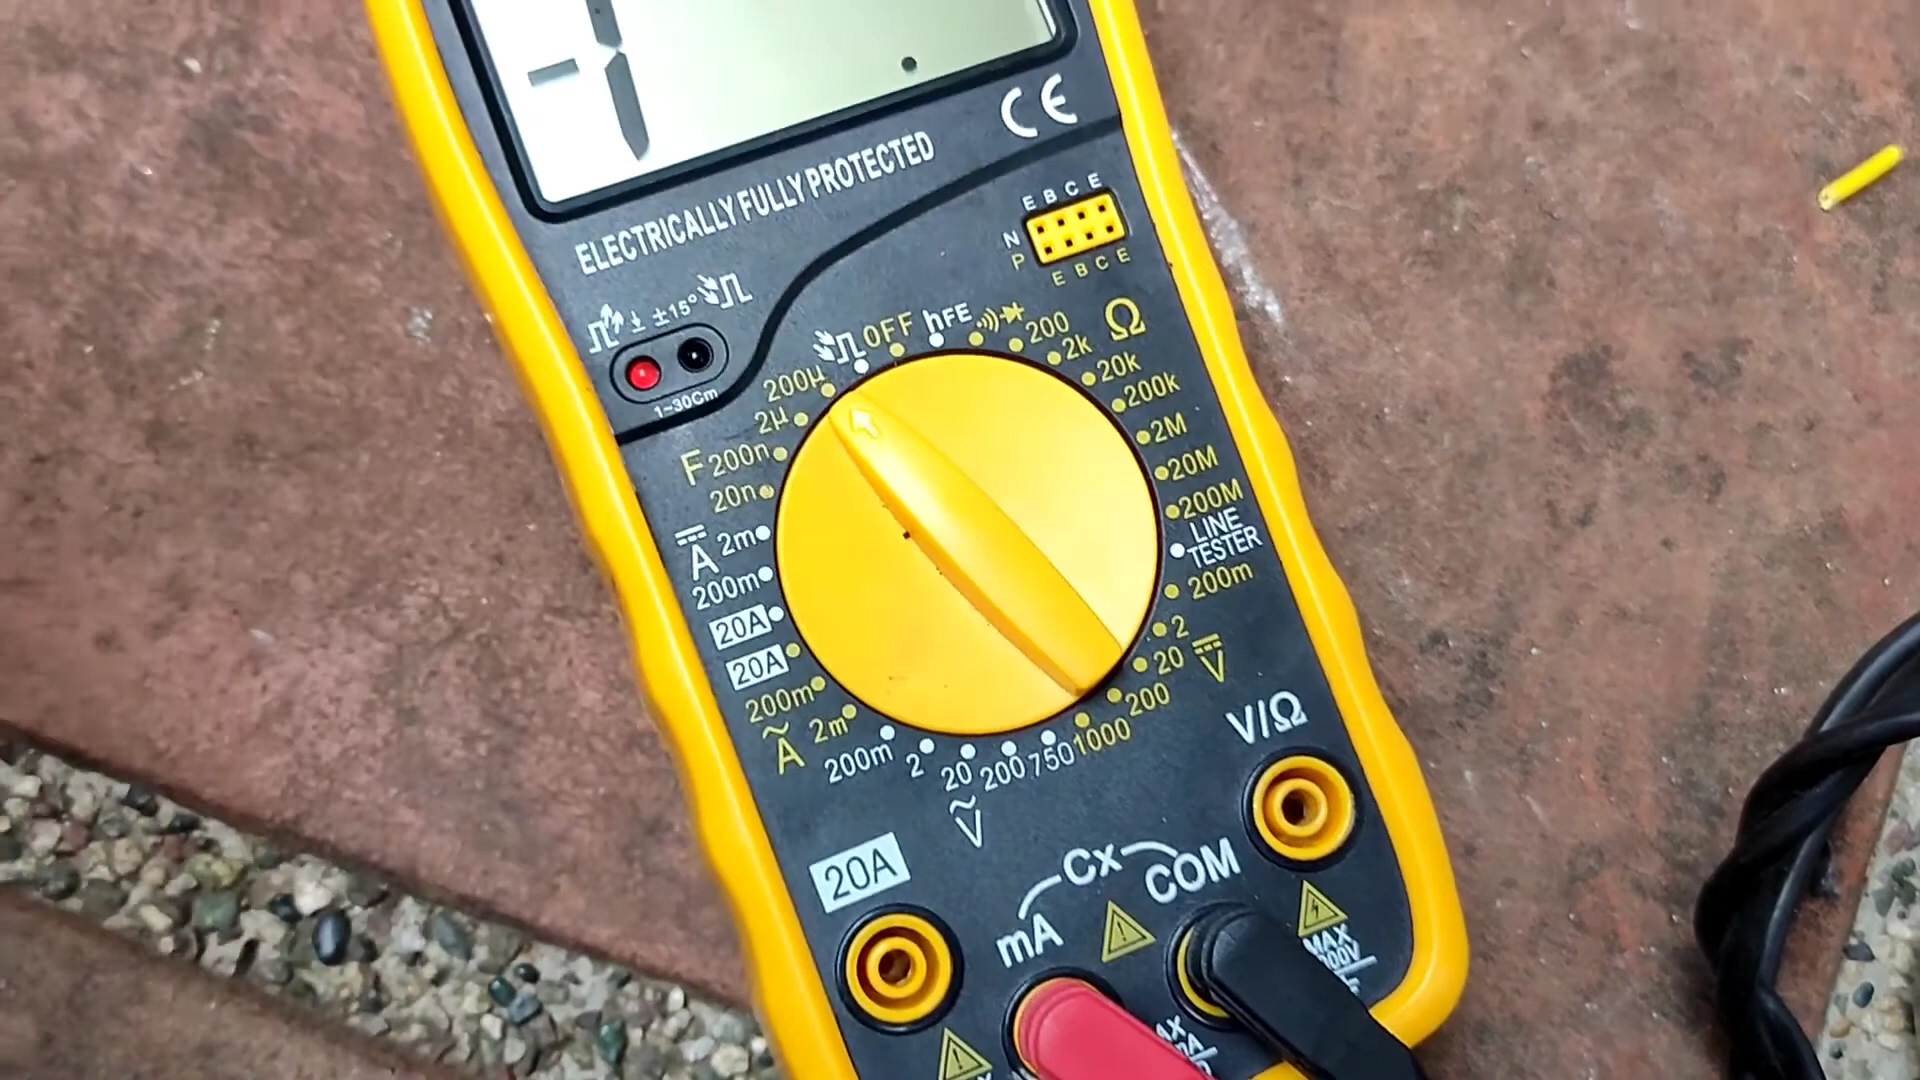 CE
ELECTRICALLY FULLY PROTECTED
E B C E
N
P
E B C E
±15°
1~30Cm
OFF
hFE
200
Ω
2k
20k
200k
2M
20M
200M
LINE
TESTER
200m
2
20
V
200
1000
750
200
20
2
200m
V
2m
200m
A
20A
20A
200m
2m
A
20n
200n
F
2μ
200μ
V/Ω
20A
Cx
mA
COM
MAX